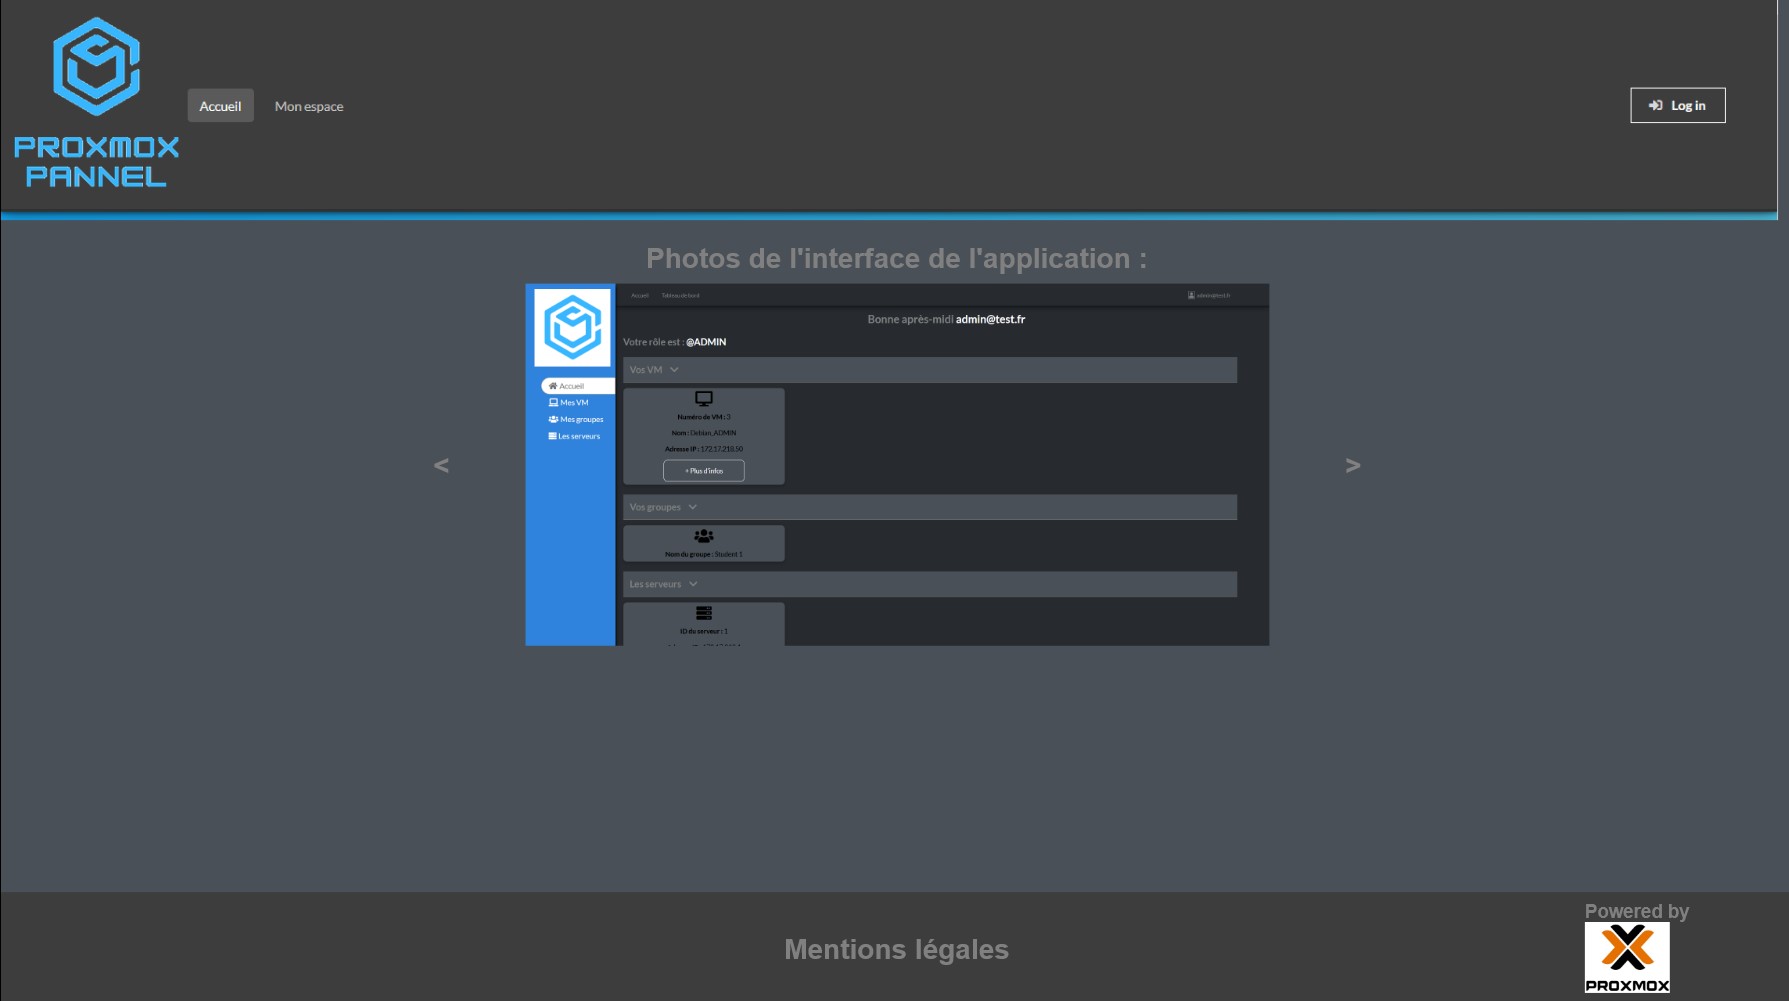 PROXMOX
PANNEL
Accueil
Mon espace
Log in
Photos de l'interface de l'application :
Accueil
Tableau de bord
admin@test.fr
Bonne après-midi admin@test.fr
Votre rôle est : @ADMIN
Accueil
Mes VM
Mes groupes
Les serveurs
Vos VM
Numéro de VM : 3
Nom : Debian_ADMIN
Adresse IP : 172.17.218.50
+ Plus d'infos
Vos groupes
Nom du groupe : Student 1
Les serveurs
ID du serveur : 1
<
>
Mentions légales
Powered by
PROXMOX